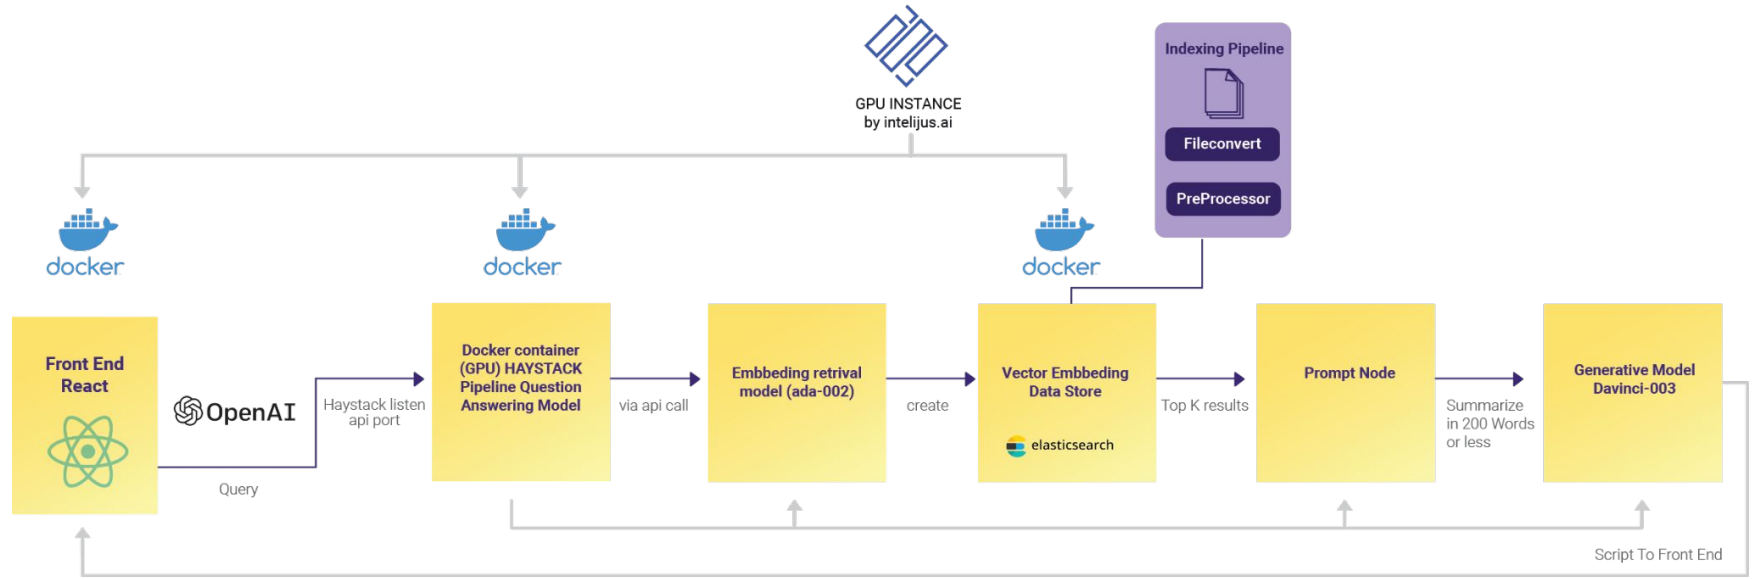 GPU INSTANCE
by intelijus.ai
Indexing Pipeline
Fileconvert
PreProcessor
docker
docker
docker
Front End
React
OpenAI
Query
Haystack listen
api port
Docker container
(GPU) HAYSTACK
Pipeline Question
Answering Model
via api call
Embbeding retrival
model (ada-002)
create
Vector Embbeding
Data Store
elasticsearch
Top K results
Prompt Node
Summarize
in 200 Words
or less
Generative Model
Davinci-003
Script To Front End